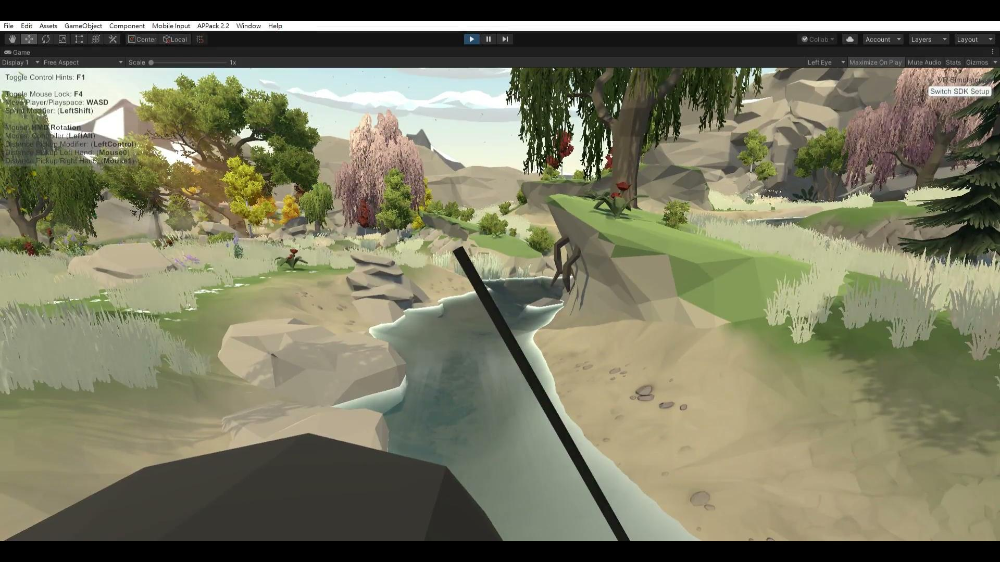 File Edit Assets GameObject Component Mobile Input APPack 2.2 Window Help
Center Local Collab Account Layers Layout
Game
Display 1 Free Aspect Scale 1x Left Eye Maximize On Play Mute Audio Stats Gizmos
Toggle Control Hints: F1
VR Simulator
Switch SDK Setup
Toggle Mouse Lock: F4
Move Player/Playspace: WASD
Sprint Modifier: (LeftShift)
Mouse: HMD Rotation
Modes: Controller (LeftAlt)
Distance Pickup Modifier: (LeftControl)
Distance Pickup Left Hand: (Mouse0)
Distance Pickup Right Hand: (Mouse1)